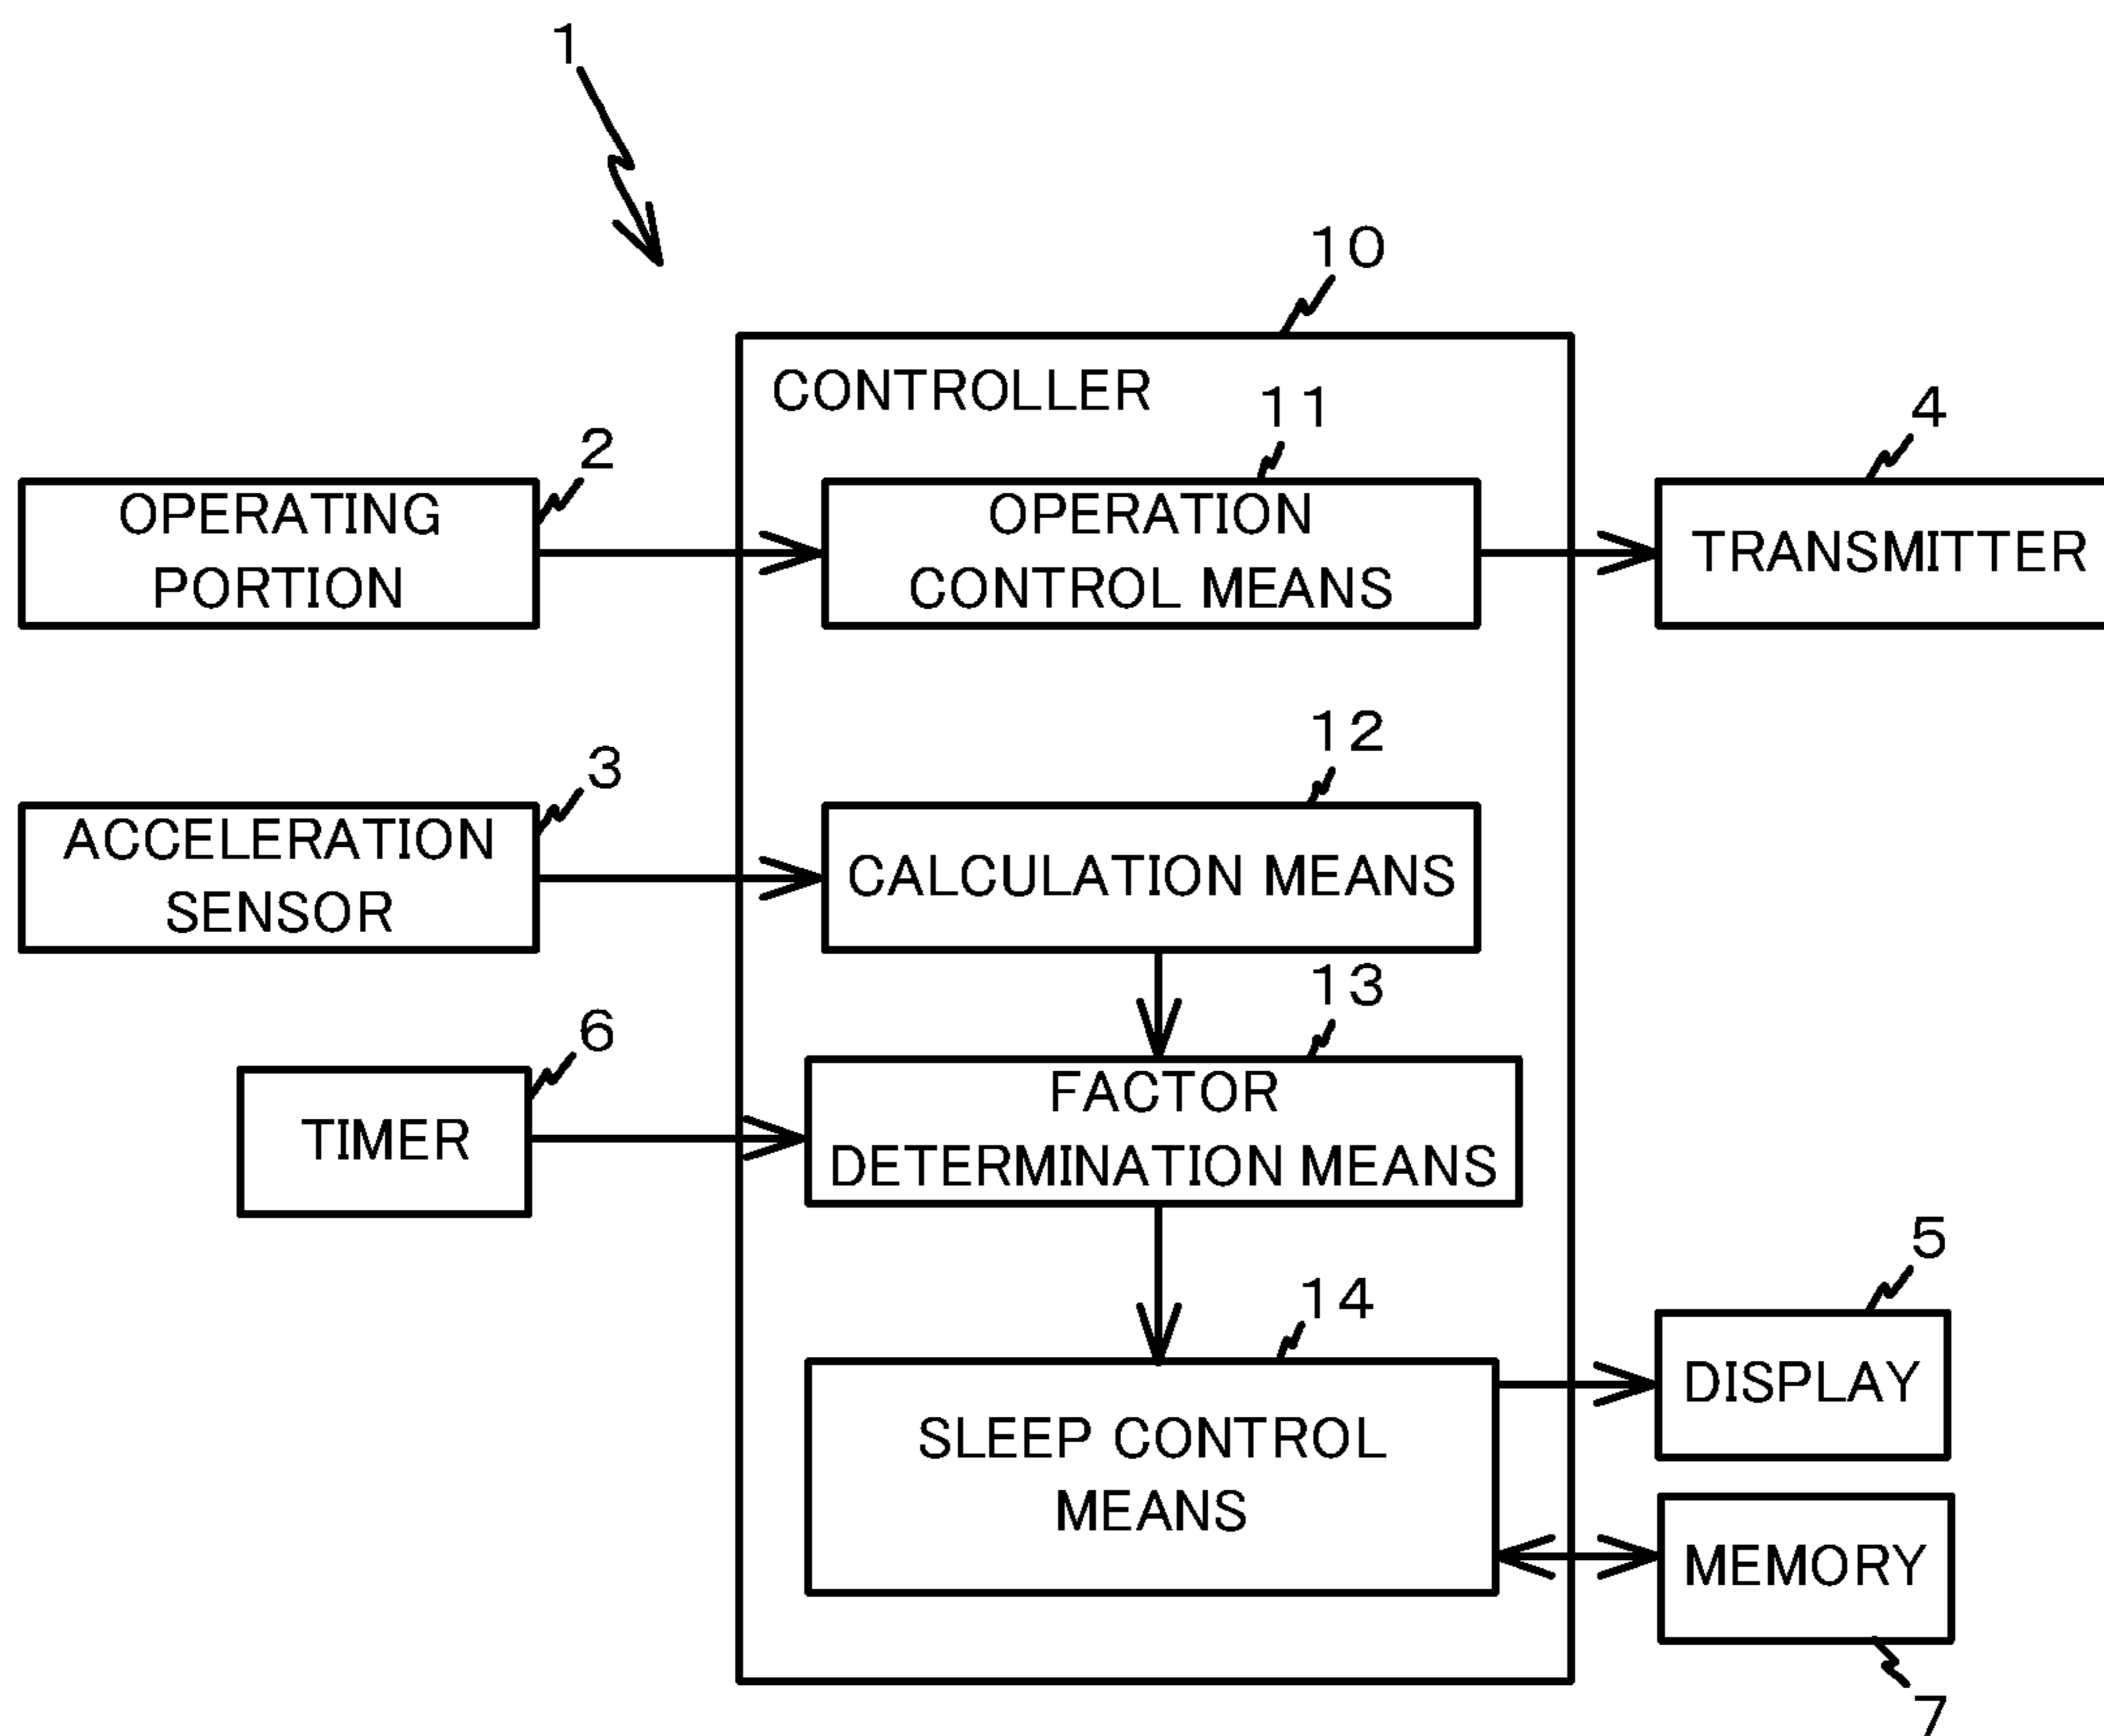 1
10
CONTROLLER
11
4
2
OPERATING
PORTION
OPERATION
CONTROL MEANS
TRANSMITTER
12
3
ACCELERATION
SENSOR
CALCULATION MEANS
13
6
TIMER
FACTOR
DETERMINATION MEANS
5
14
DISPLAY
SLEEP CONTROL
MEANS
MEMORY
7